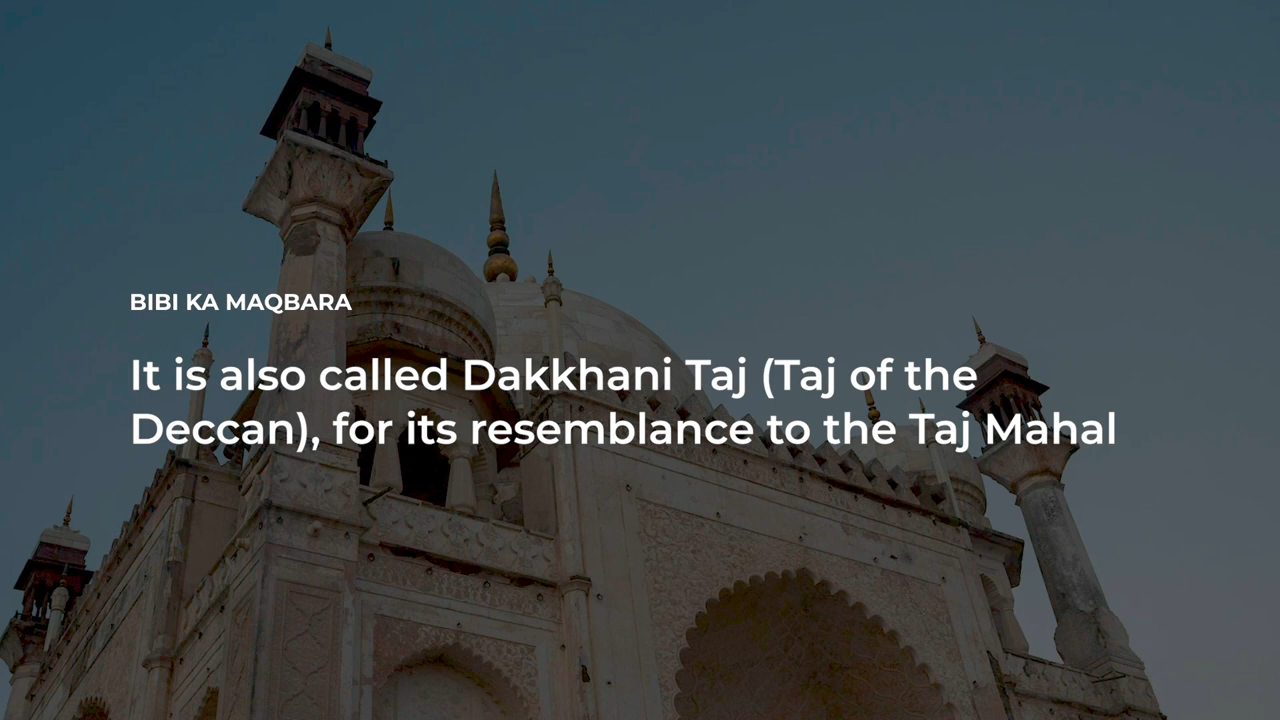 BIBI KA MAQBARA
It is also called Dakkhani Taj (Taj of the
Deccan), for its resemblance to the Taj Mahal